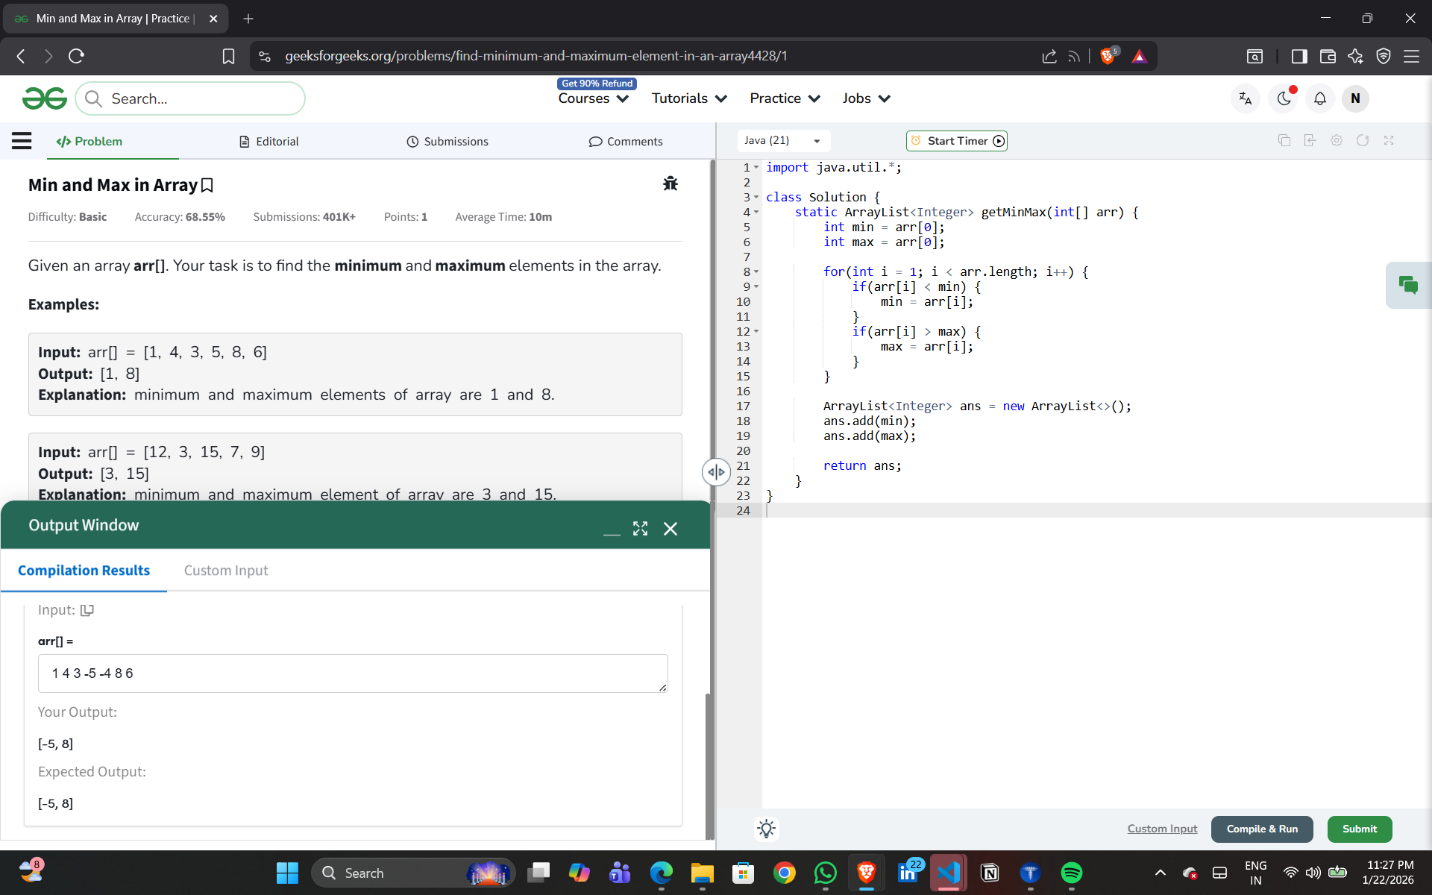 Min and Max in Array | Practice |
geeksforgeeks.org/problems/find-minimum-and-maximum-element-in-an-array4428/1
5
Search...
Get 90% Refund
Courses
Tutorials
Practice
Jobs
N
</> Problem
Editorial
Submissions
Comments
Java (21)
Start Timer
Min and Max in Array
Difficulty: Basic Accuracy: 68.55% Submissions: 401K+ Points: 1 Average Time: 10m
Given an array arr[]. Your task is to find the minimum and maximum elements in the array.
Examples:
Input: arr[] = [1, 4, 3, 5, 8, 6]
Output: [1, 8]
Explanation: minimum and maximum elements of array are 1 and 8.
Input: arr[] = [12, 3, 15, 7, 9]
Output: [3, 15]
Explanation: minimum and maximum element of array are 3 and 15.
Output Window
Compilation Results
Custom Input
Input:
arr[] =
1 4 3 -5 -4 8 6
Your Output:
[-5, 8]
Expected Output:
[-5, 8]
1 import java.util.*;
2
3 class Solution {
4 static ArrayList<Integer> getMinMax(int[] arr) {
5 int min = arr[0];
6 int max = arr[0];
7
8 for(int i = 1; i < arr.length; i++) {
9 if(arr[i] < min) {
10 min = arr[i];
11 }
12 if(arr[i] > max) {
13 max = arr[i];
14 }
15 }
16
17 ArrayList<Integer> ans = new ArrayList<>();
18 ans.add(min);
19 ans.add(max);
20
21 return ans;
22 }
23 }
24
Custom Input
Compile & Run
Submit
8
Search
22
ENG
IN
11:27 PM
1/22/2026